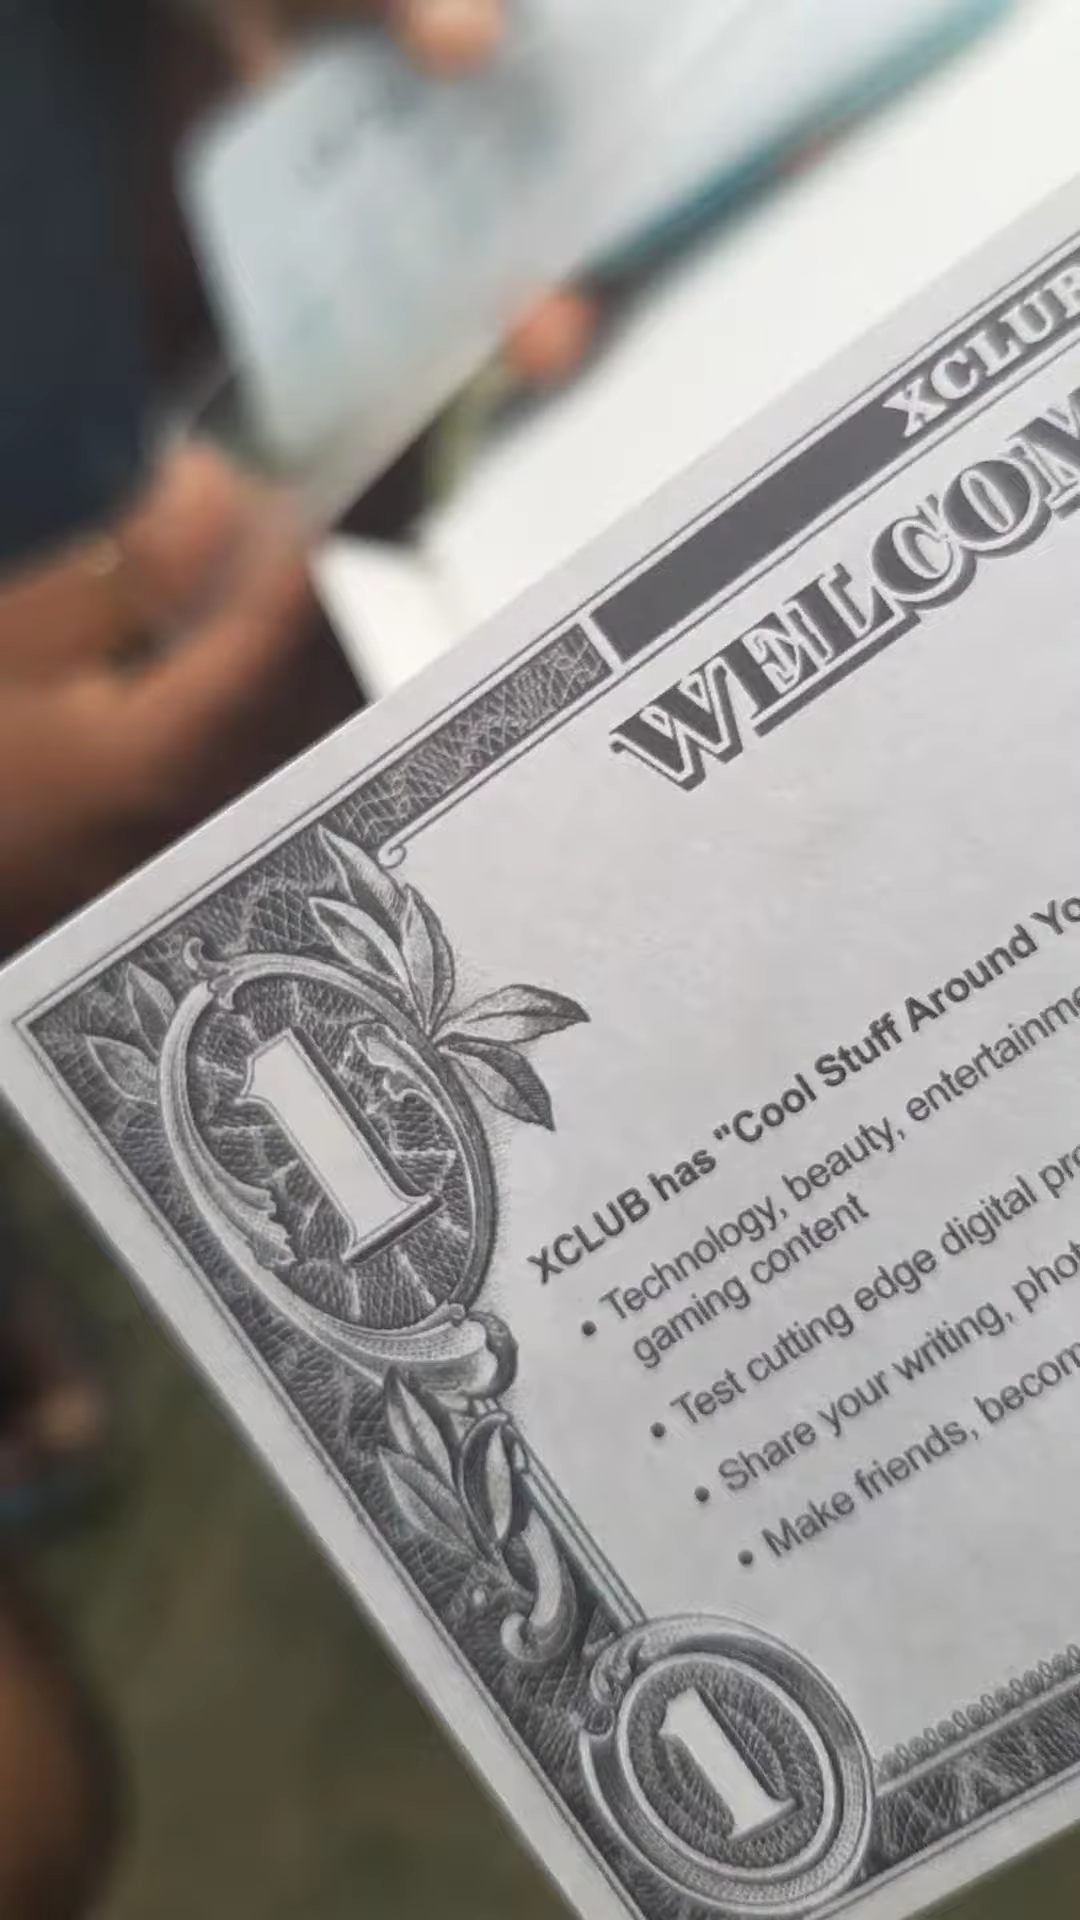 XCLUB
WELCOM
1
XCLUB has "Cool Stuff Around Yo
• Technology, beauty, entertainme
gaming content
• Test cutting edge digital pro
• Share your writing, phot
• Make friends, becom
1